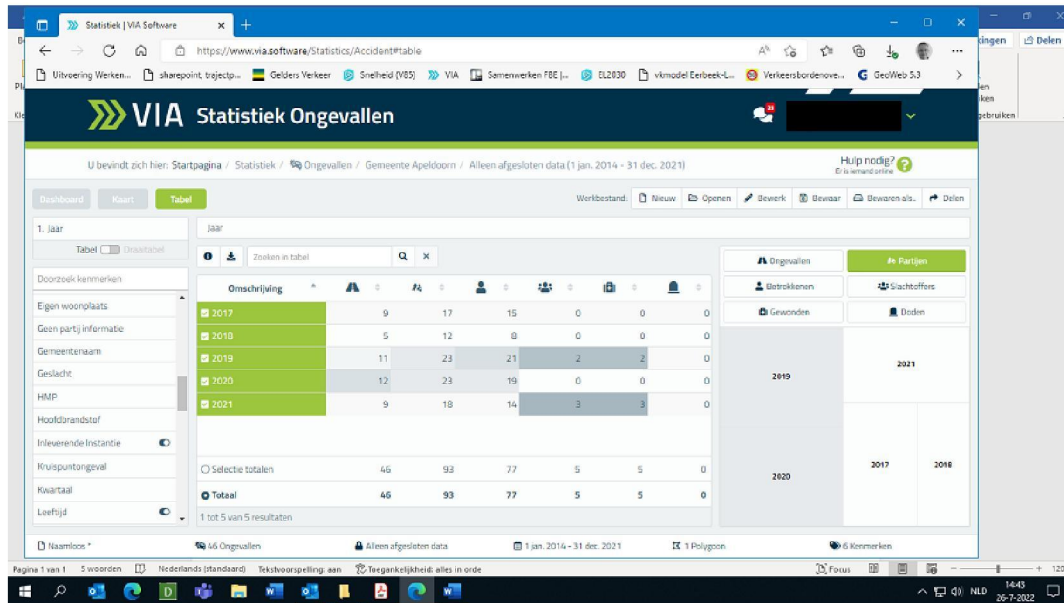 Statistiek | VIA Software
ingen
Delen
https://www.via.software/Statistics/Accident#table
Uitvoering Werken...
sharepoint, trajectp...
Gelders Verkeer
Snelheid (V85)
VIA
Samenwerken FBE |...
EL2030
vkmodel Eerbeek-L...
Verkeersbordenove...
GeoWeb 5.3
gebruiken
VIA Statistiek Ongevallen
U bevindt zich hier: Startpagina / Statistiek / Ongevallen / Gemeente Apeldoorn / Alleen afgesloten data (1 jan. 2014 - 31 dec. 2021)
Hulp nodig?
Er is iemand online
Dashboard Kaart Tabel
Werkbestand: Nieuw Openen Bewerk Bewaar Bewaren als.. Delen
1. Jaar
Jaar
Tabel Draaitabel
Zoeken in tabel
Doorzoek kenmerken
Eigen woonplaats
Geen partij informatie
Gemeentenaam
Geslacht
HMP
Hoofdbrandstof
Inleverende Instantie
Kruispuntongeval
Kwartaal
Leeftijd
Omschrijving
2017 9 17 15 0 0 0
2018 5 12 8 0 0 0
2019 11 23 21 2 2 0
2020 12 23 19 0 0 0
2021 9 18 14 3 3 0
Selectie totalen 46 93 77 5 5 0
Totaal 46 93 77 5 5 0
1 tot 5 van 5 resultaten
Ongevallen Partijen
Betrokkenen Slachtoffers
Gewonden Doden
2019
2021
2020
2017
2018
Naamloos *
46 Ongevallen
Alleen afgesloten data
1 jan. 2014 - 31 dec. 2021
1 Polygoon
6 Kenmerken
Pagina 1 van 1
5 woorden
Nederlands (standaard)
Tekstvoorspelling: aan
Toegankelijkheid: alles in orde
Focus
120
NLD
14:43
26-7-2022